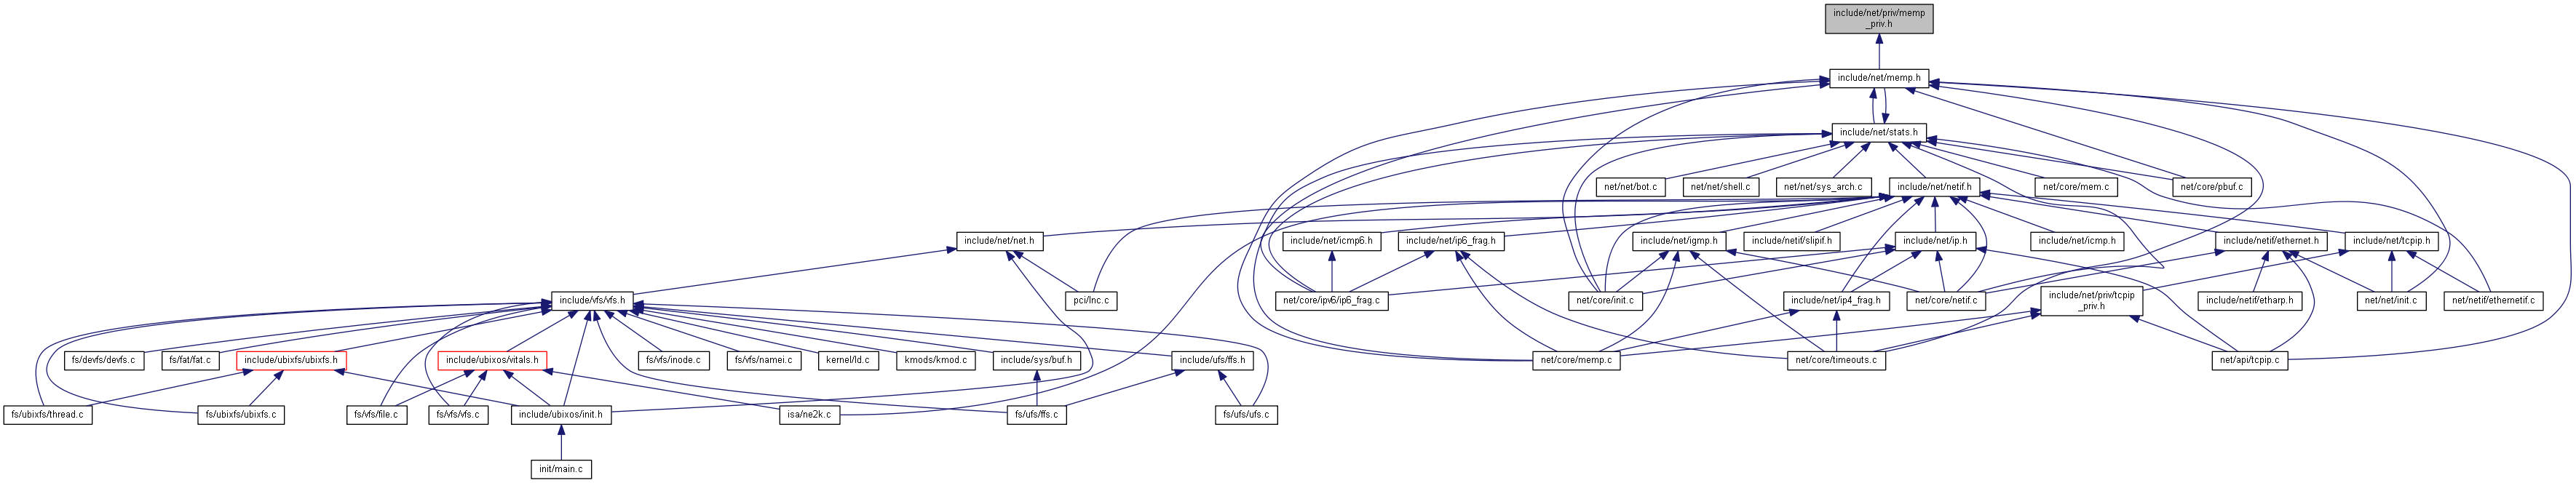 include/net/priv/memp
_priv.h
include/net/memp.h
include/net/stats.h
net/net/bot.c
net/net/shell.c
net/net/sys_arch.c
include/net/netif.h
net/core/mem.c
net/core/pbuf.c
include/net/net.h
include/net/icmp6.h
include/net/ip6_frag.h
include/net/igmp.h
include/netif/slipif.h
include/net/ip.h
include/net/icmp.h
include/netif/ethernet.h
include/net/tcpip.h
include/vfs/vfs.h
pci/lnc.c
net/core/ipv6/ip6_frag.c
net/core/init.c
include/net/ip4_frag.h
net/core/netif.c
include/net/priv/tcpip
_priv.h
include/netif/etharp.h
net/net/init.c
net/netif/ethernetif.c
fs/devfs/devfs.c
fs/fat/fat.c
include/ubixfs/ubixfs.h
include/ubixos/vitals.h
fs/vfs/inode.c
fs/vfs/namei.c
kernel/ld.c
kmods/kmod.c
include/sys/buf.h
include/ufs/ffs.h
net/core/memp.c
net/core/timeouts.c
net/api/tcpip.c
fs/ubixfs/thread.c
fs/ubixfs/ubixfs.c
fs/vfs/file.c
fs/vfs/vfs.c
include/ubixos/init.h
isa/ne2k.c
fs/ufs/ffs.c
fs/ufs/ufs.c
init/main.c